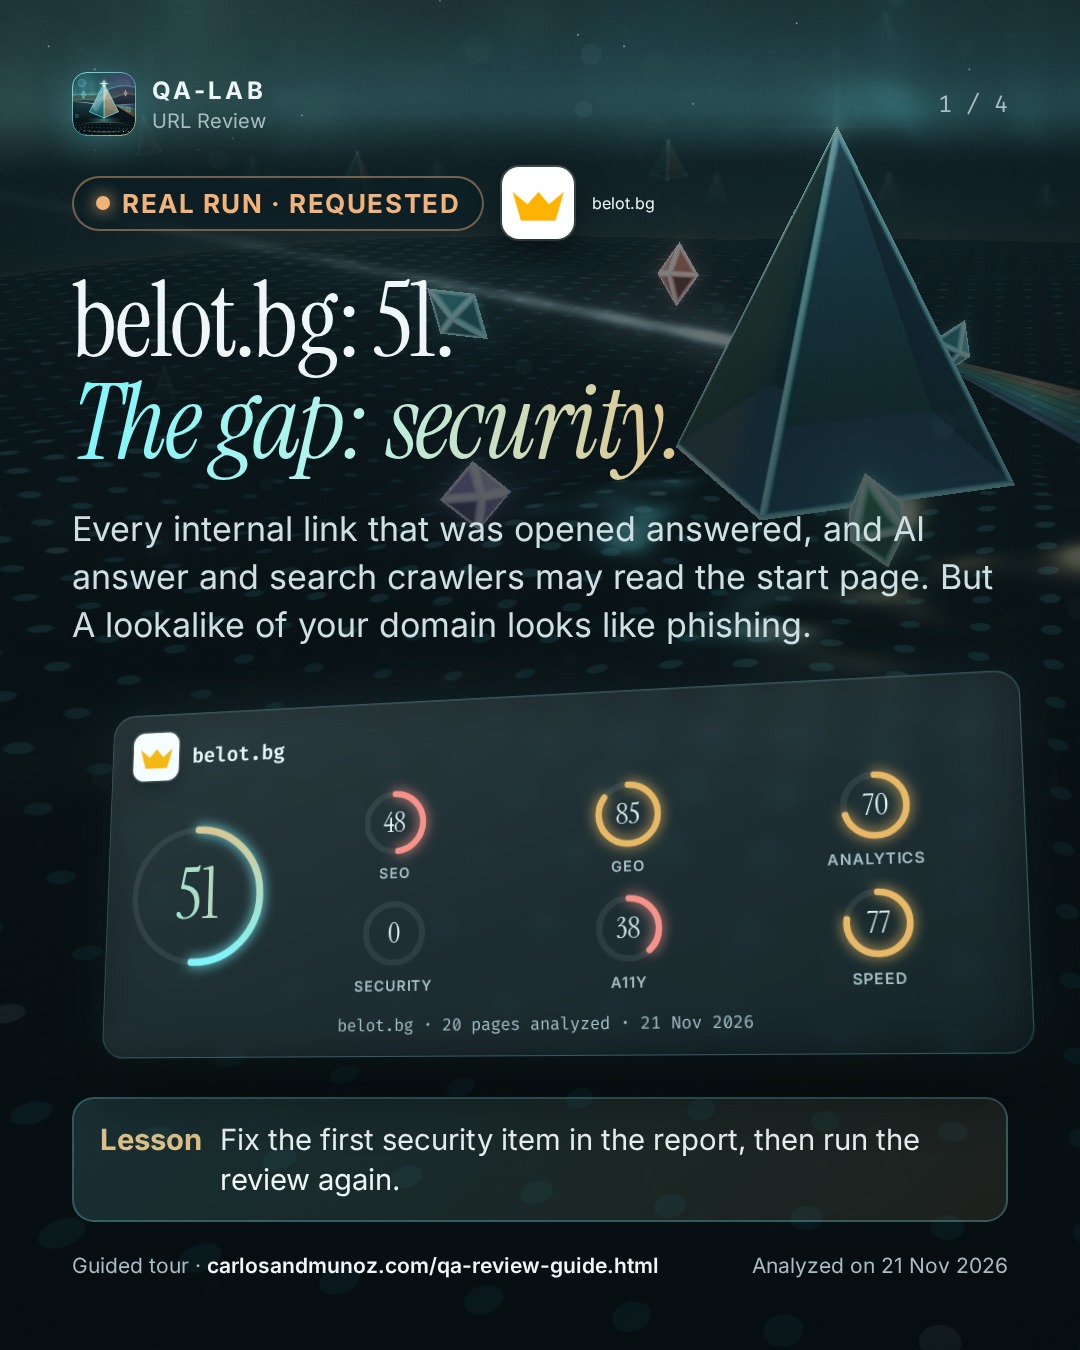 QA-LAB
URL Review
1 / 4
REAL RUN · REQUESTED
belot.bg
belot.bg: 51.
The gap: security.
Every internal link that was opened answered, and AI
answer and search crawlers may read the start page. But
A lookalike of your domain looks like phishing.
belot.bg
51
48
SEO
85
GEO
70
ANALYTICS
0
SECURITY
38
A11Y
77
SPEED
belot.bg · 20 pages analyzed · 21 Nov 2026
Lesson Fix the first security item in the report, then run the
review again.
Guided tour · carlosandmunoz.com/qa-review-guide.html
Analyzed on 21 Nov 2026